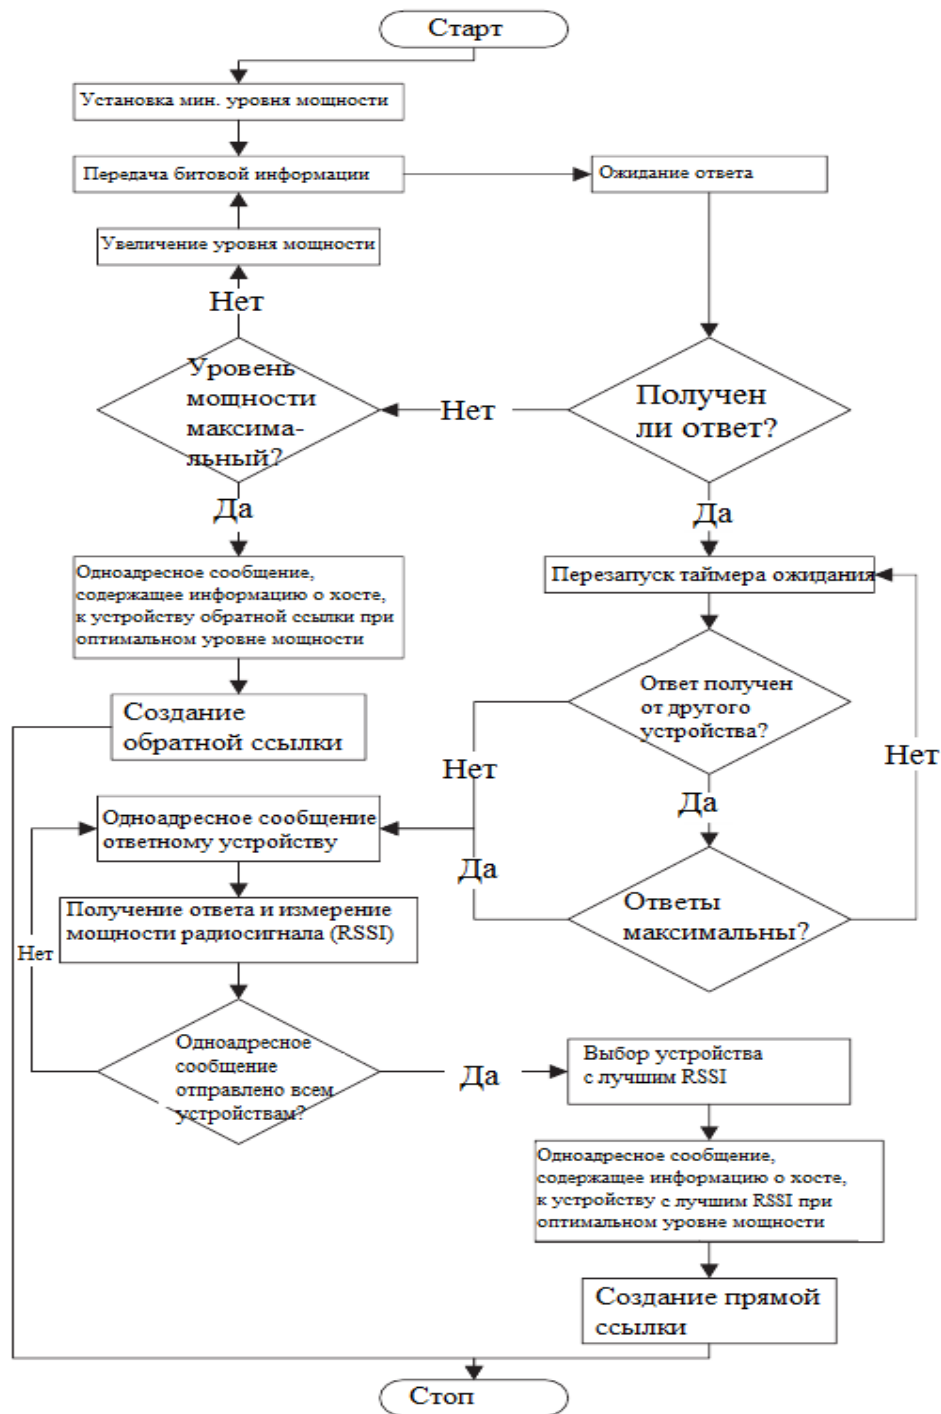 Старт
Установка мин. уровня мощности
Передача битовой информации
Ожидание ответа
Увеличение уровня мощности
Нет
Уровень
мощности
максима-
льный?
Нет
Получен
ли ответ?
Да
Да
Одноадресное сообщение,
содержащее информацию о хосте,
к устройству обратной ссылки при
оптимальном уровне мощности
Перезапуск таймера ожидания
Создание
обратной ссылки
Ответ получен
от другого
устройства?
Нет
Нет
Да
Одноадресное сообщение
ответному устройству
Да
Ответы
максимальны?
Получение ответа и измерение
мощности радиосигнала (RSSI)
Нет
Одноадресное
сообщение
отправлено всем
устройствам?
Да
Выбор устройства
с лучшим RSSI
Одноадресное сообщение,
содержащее информацию о хосте,
к устройству с лучшим RSSI при
оптимальном уровне мощности
Создание прямой
ссылки
Стоп